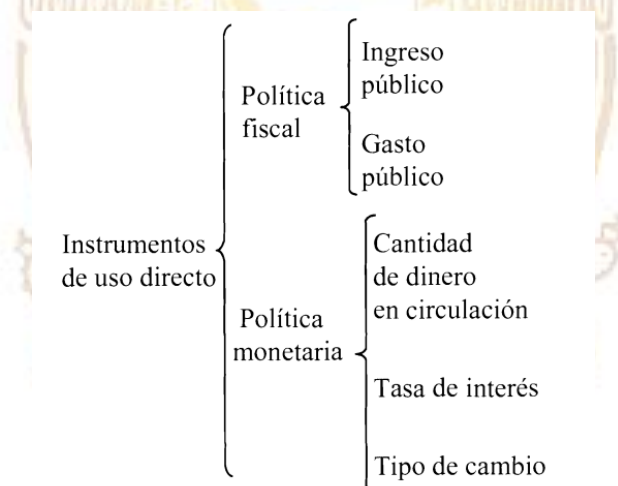 Instrumentos
de uso directo
Política
fiscal
Ingreso
público
Gasto
público
Política
monetaria
Cantidad
de dinero
en circulación
Tasa de interés
Tipo de cambio